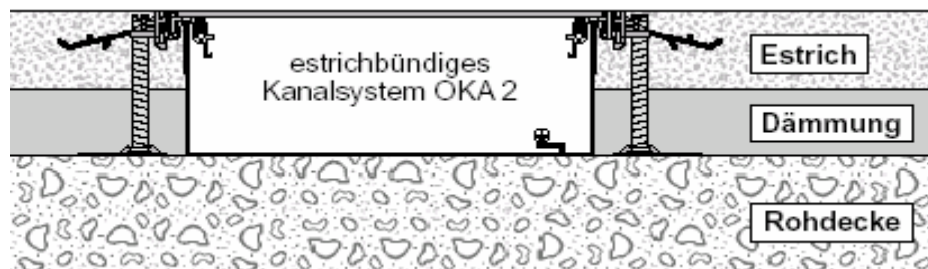 estrichbündiges
Kanalsystem OKA 2
Estrich
Dämmung
Rohdecke